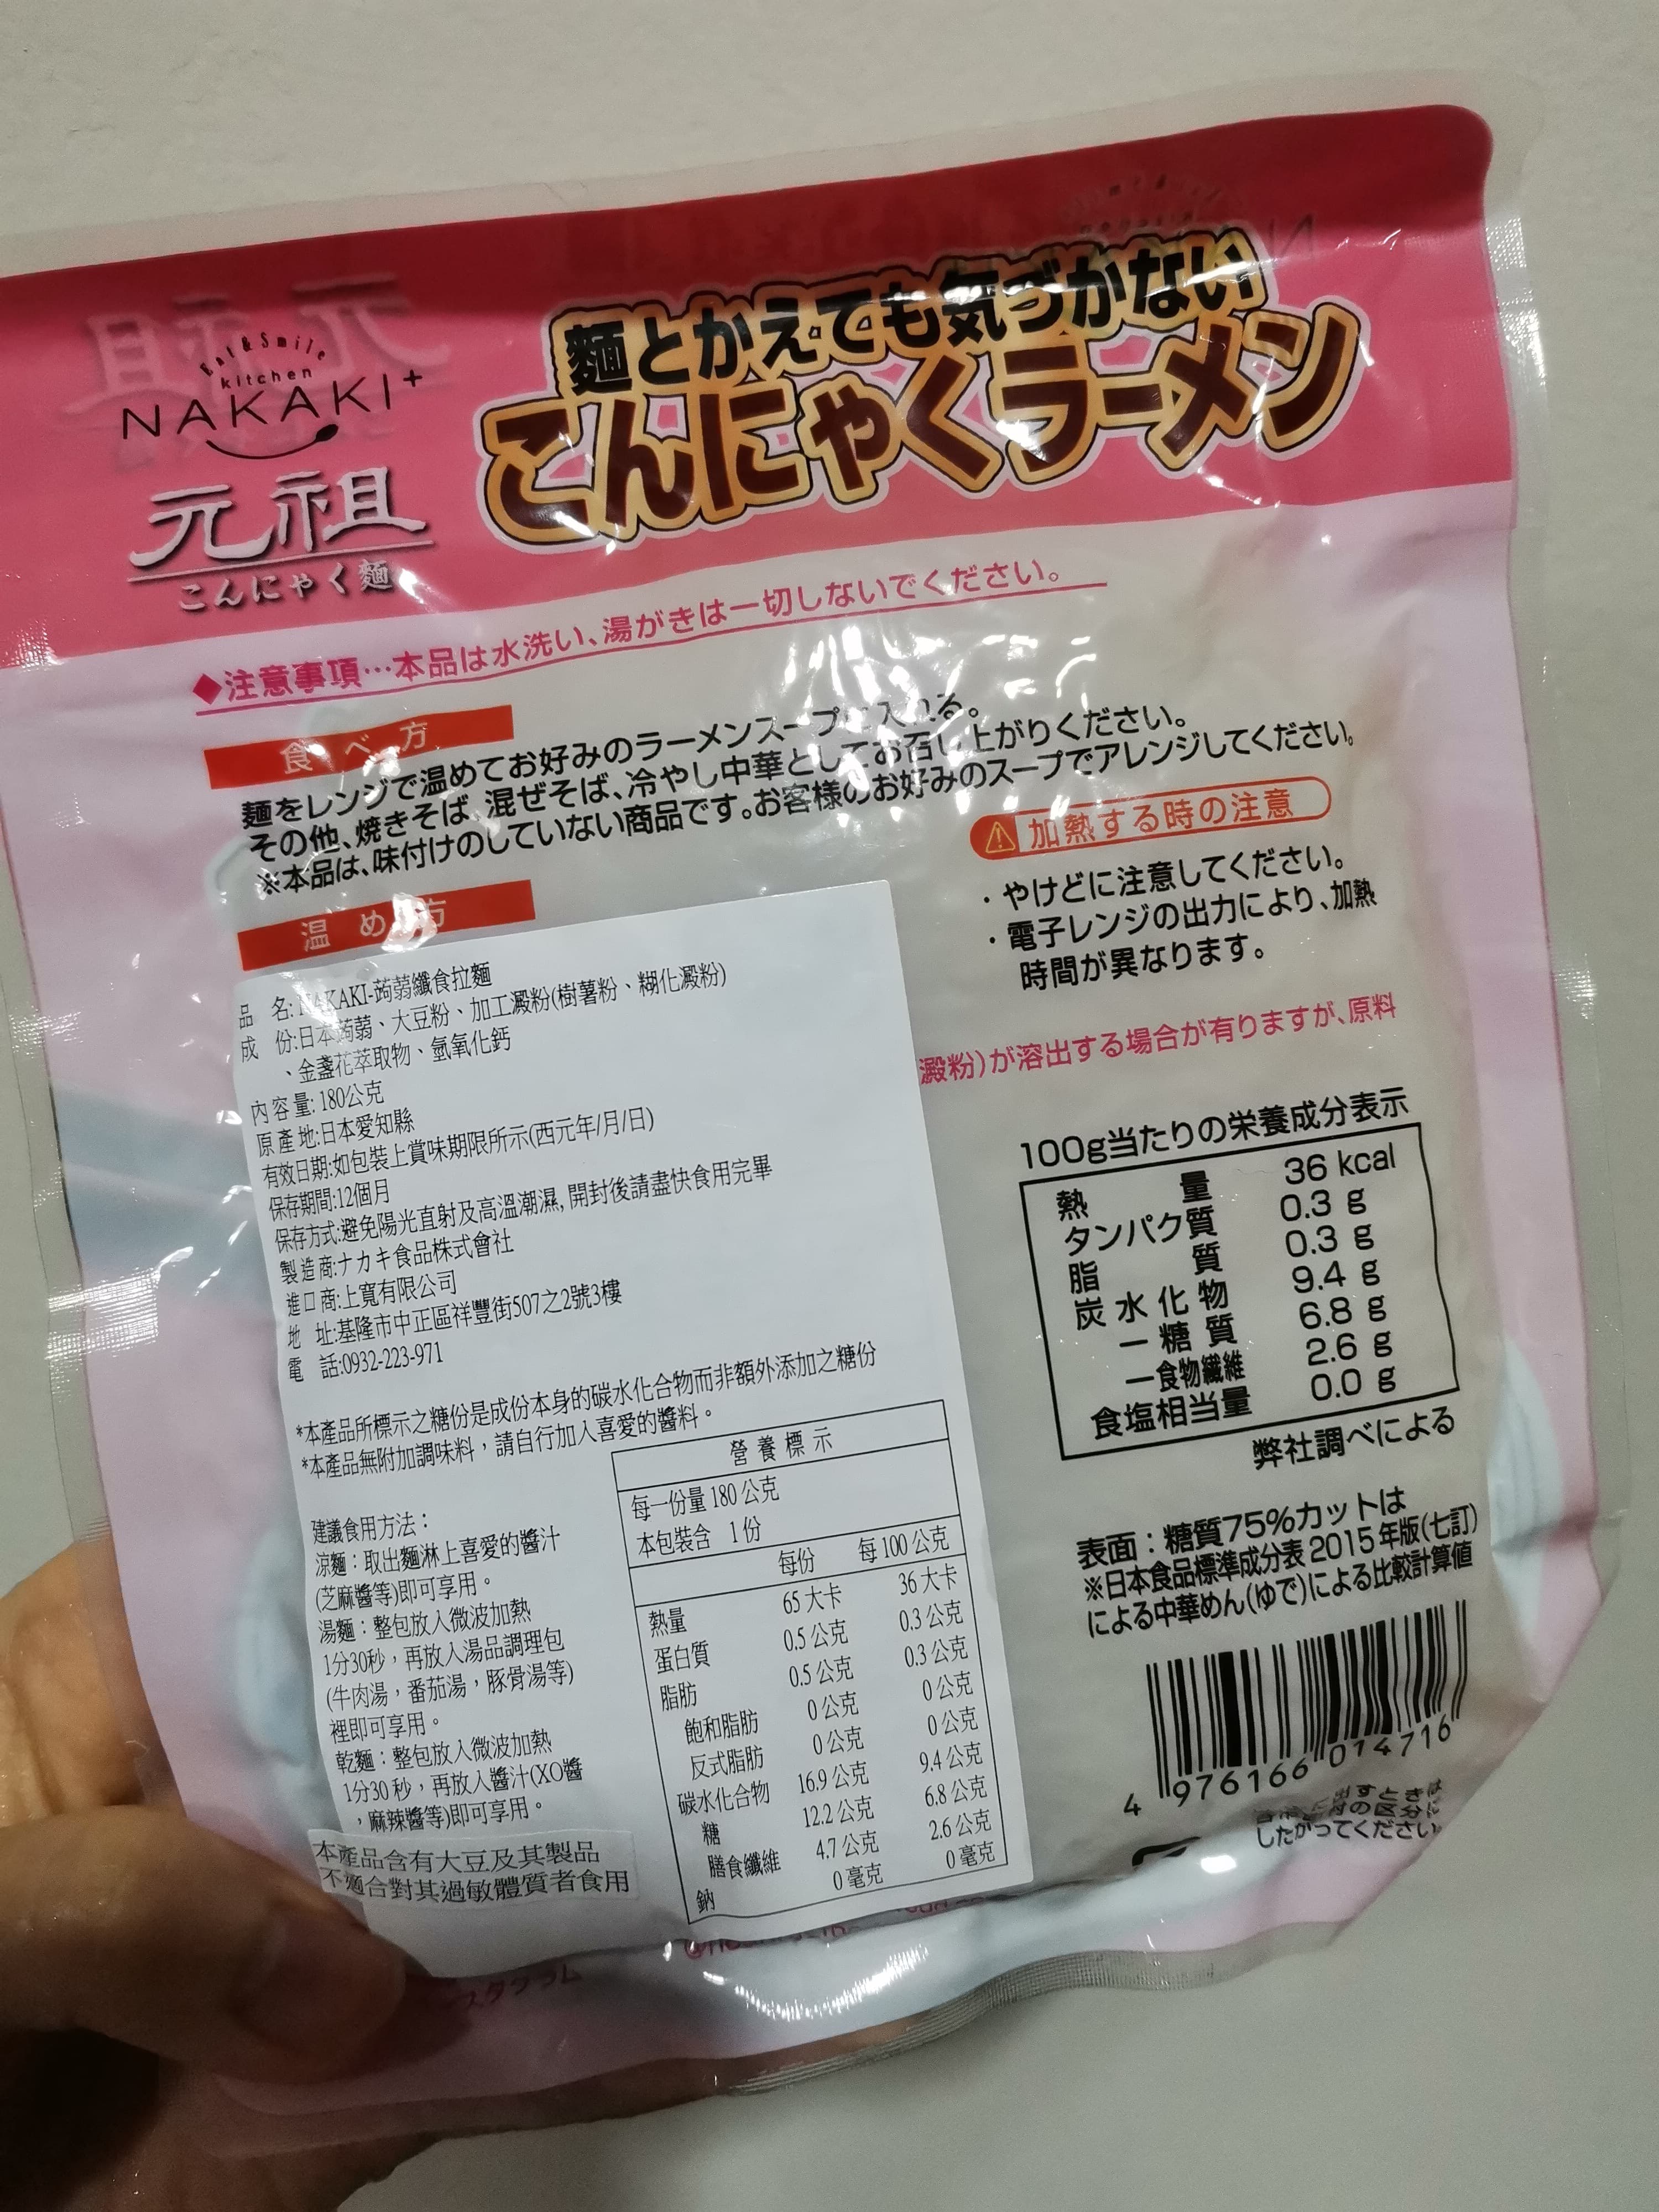 Eat & Smile
kitchen
NAKAKI+
元祖
こんにゃく麵
麵とかえても気づかない
こんにゃくラーメン
◆注意事項…本品は水洗い、湯がきは一切しないでください。
食べ方
麺をレンジで温めてお好みのラーメンスープに入れる。
その他、焼きそば、混ぜそば、冷やし中華としてお召し上がりください。
※本品は、味付けのしていない商品です。お客様のお好みのスープでアレンジしてください。
温め方
加熱する時の注意
・やけどに注意してください。
・電子レンジの出力により、加熱
時間が異なります。
澱粉)が溶出する場合が有りますが、原料
品 名: NAKAKI-蒟蒻纖食拉麵
成 份:日本蒟蒻、大豆粉、加工澱粉(樹薯粉、糊化澱粉)
、金盞花萃取物、氫氧化鈣
內容量: 180公克
原產地:日本愛知縣
有效日期:如包裝上賞味期限所示(西元年/月/日)
保存期間:12個月
保存方式:避免陽光直射及高溫潮濕, 開封後請盡快食用完畢
製造商:ナカキ食品株式會社
進口商:上寬有限公司
地 址:基隆市中正區祥豐街507之2號3樓
電 話:0932-223-971
*本產品所標示之糖份是成份本身的碳水化合物而非額外添加之糖份
*本產品無附加調味料，請自行加入喜愛的醬料。
建議食用方法：
涼麵：取出麵淋上喜愛的醬汁
(芝麻醬等)即可享用。
湯麵：整包放入微波加熱
1分30秒，再放入湯品調理包
(牛肉湯，番茄湯，豚骨湯等)
裡即可享用。
乾麵：整包放入微波加熱
1分30 秒，再放入醬汁(XO醬
，麻辣醬等)即可享用。
本產品含有大豆及其製品
不適合對其過敏體質者食用
營養標示
每一份量 180 公克
本包裝含 1份
每份 每 100 公克
熱量 65 大卡 36 大卡
蛋白質 0.5 公克 0.3 公克
脂肪 0.5 公克 0.3 公克
飽和脂肪 0 公克 0 公克
反式脂肪 0 公克 0 公克
碳水化合物 16.9 公克 9.4 公克
糖 12.2 公克 6.8 公克
膳食纖維 4.7 公克 2.6 公克
鈉 0 毫克 0 毫克
100g当たりの栄養成分表示
熱量 36 kcal
タンパク質 0.3 g
脂質 0.3 g
炭水化物 9.4 g
ー糖質 6.8 g
ー食物繊維 2.6 g
食塩相当量 0.0 g
弊社調べによる
表面：糖質75%カットは
※日本食品標準成分表 2015 年版(七訂)
による中華めん(ゆで)による比較計算値
4 976166 014716
出すときは
の区分に
したがってください。